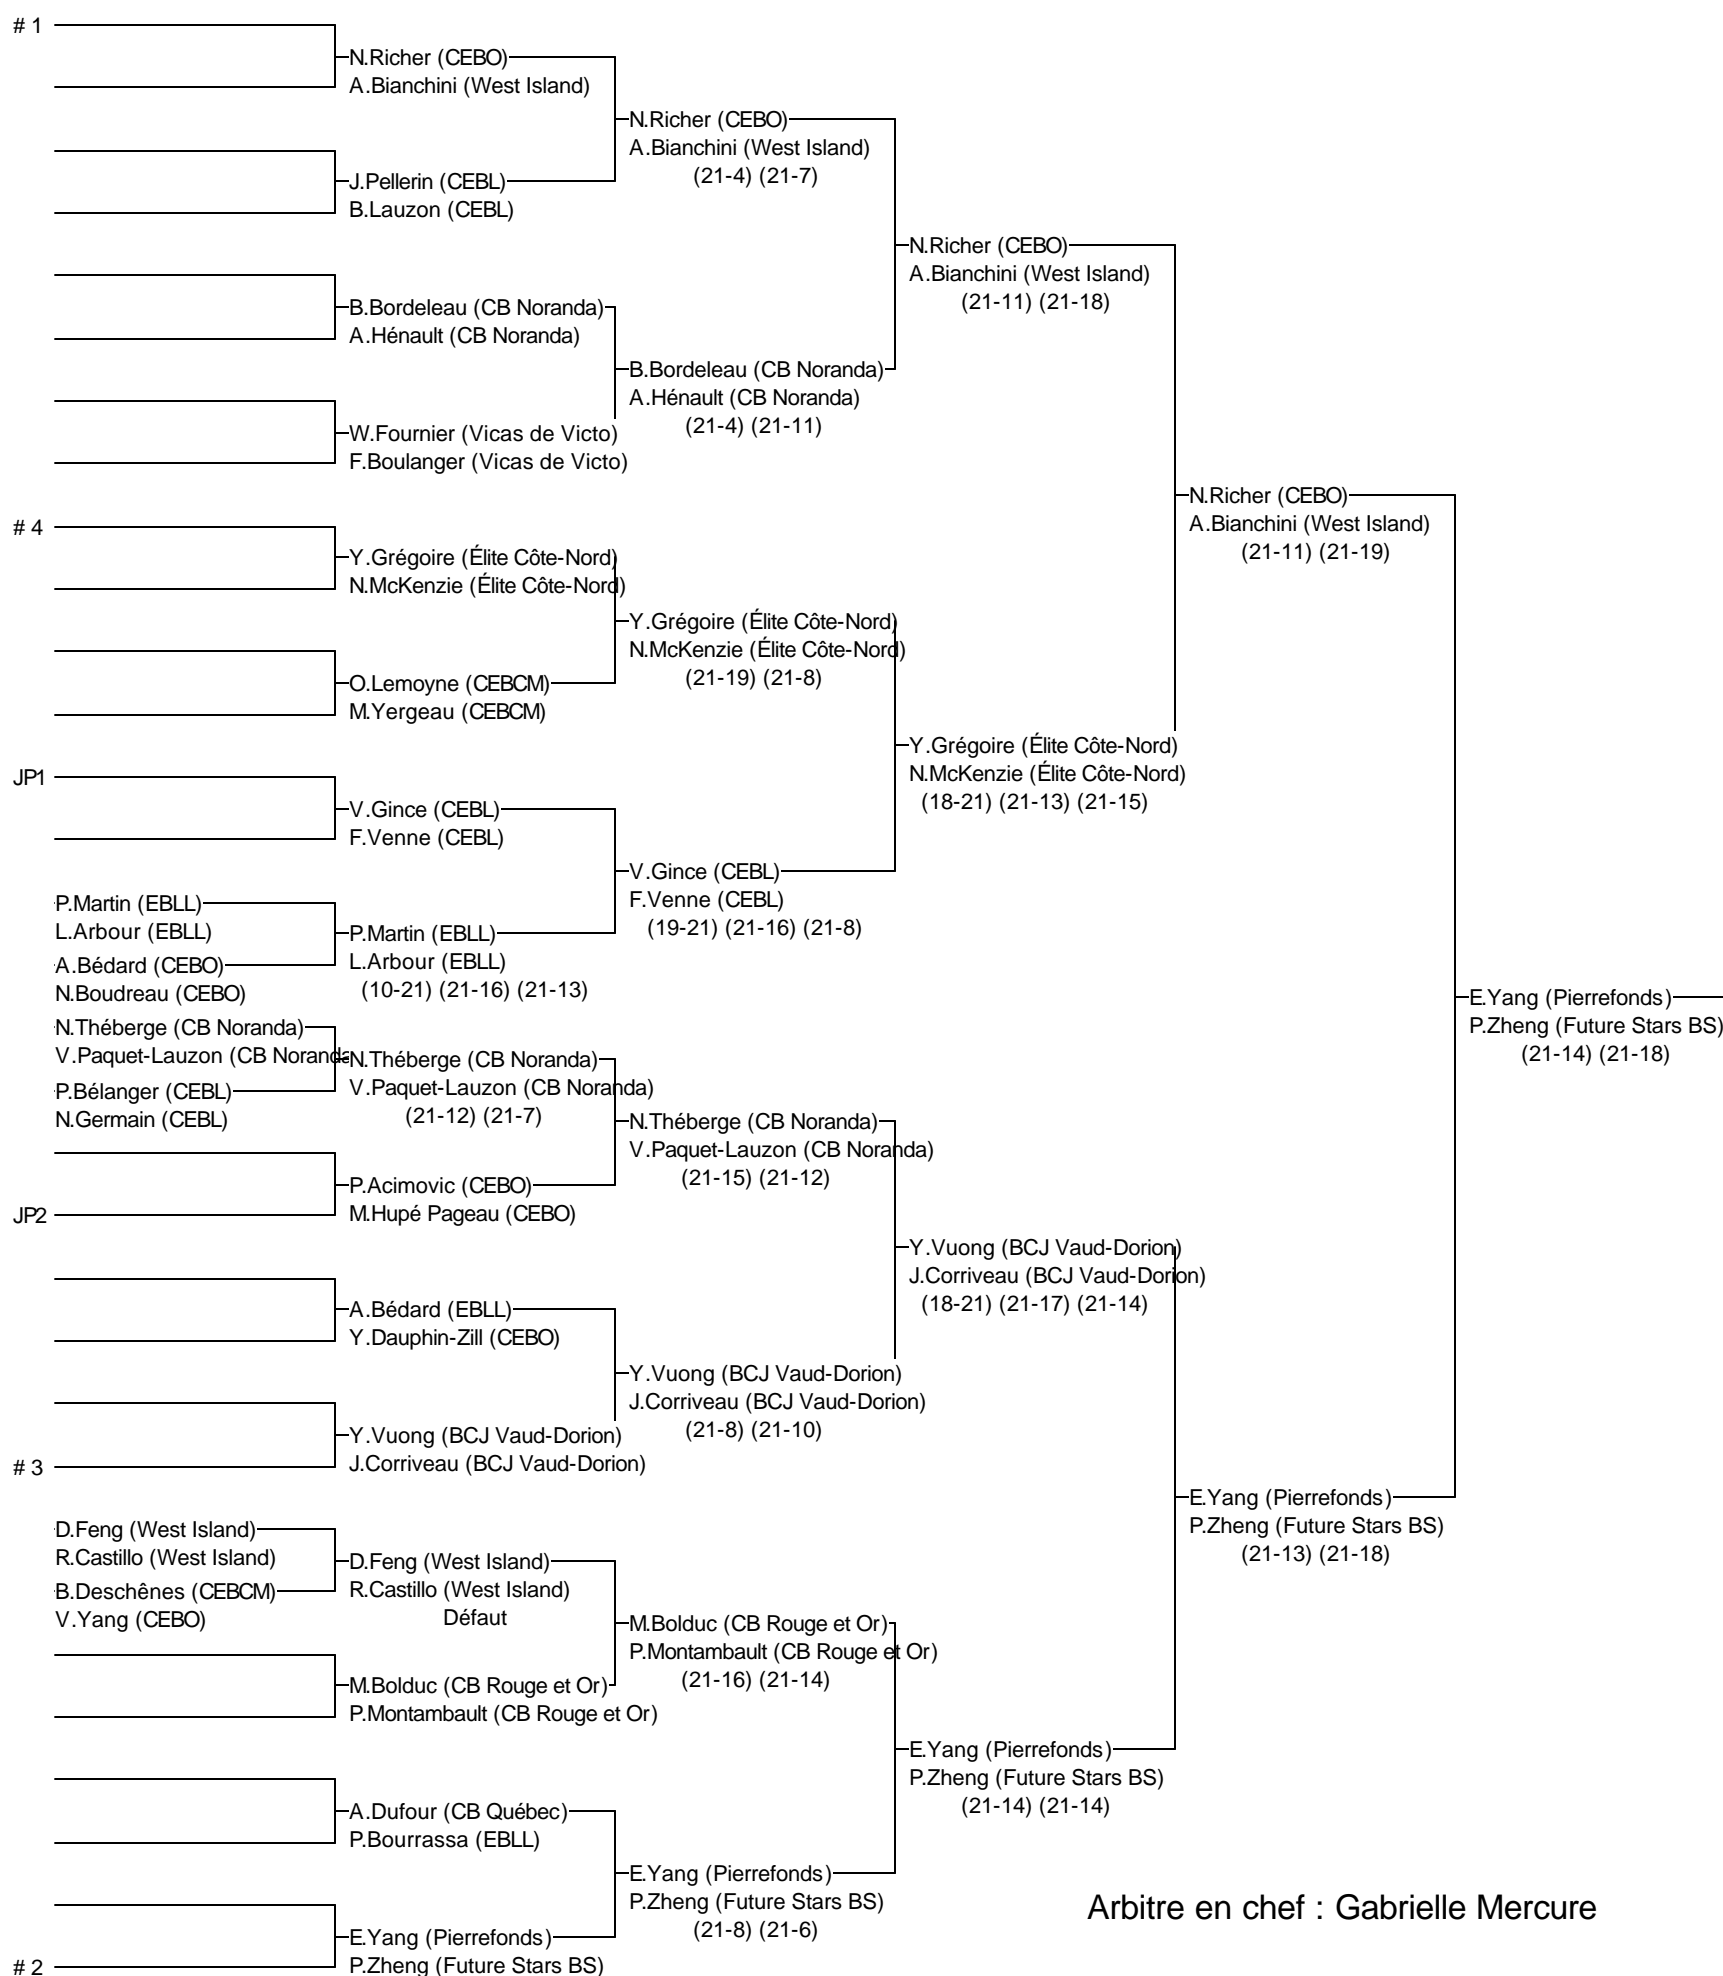 # 1
N.Richer (CEBO)
A.Bianchini (West Island)
N.Richer (CEBO)
A.Bianchini (West Island)
(21-4) (21-7)
J.Pellerin (CEBL)
B.Lauzon (CEBL)
N.Richer (CEBO)
A.Bianchini (West Island)
(21-11) (21-18)
B.Bordeleau (CB Noranda)
A.Hénault (CB Noranda)
B.Bordeleau (CB Noranda)
A.Hénault (CB Noranda)
(21-4) (21-11)
W.Fournier (Vicas de Victo)
F.Boulanger (Vicas de Victo)
N.Richer (CEBO)
A.Bianchini (West Island)
(21-11) (21-19)
# 4
Y.Grégoire (Élite Côte-Nord)
N.McKenzie (Élite Côte-Nord)
Y.Grégoire (Élite Côte-Nord)
N.McKenzie (Élite Côte-Nord)
(21-19) (21-8)
O.Lemoyne (CEBCM)
M.Yergeau (CEBCM)
Y.Grégoire (Élite Côte-Nord)
N.McKenzie (Élite Côte-Nord)
(18-21) (21-13) (21-15)
JP1
V.Gince (CEBL)
F.Venne (CEBL)
V.Gince (CEBL)
F.Venne (CEBL)
(19-21) (21-16) (21-8)
P.Martin (EBLL)
L.Arbour (EBLL)
P.Martin (EBLL)
L.Arbour (EBLL)
(10-21) (21-16) (21-13)
A.Bédard (CEBO)
N.Boudreau (CEBO)
E.Yang (Pierrefonds)
P.Zheng (Future Stars BS)
(21-14) (21-18)
N.Théberge (CB Noranda)
V.Paquet-Lauzon (CB Noranda
N.Théberge (CB Noranda)
V.Paquet-Lauzon (CB Noranda)
(21-12) (21-7)
P.Bélanger (CEBL)
N.Germain (CEBL)
N.Théberge (CB Noranda)
V.Paquet-Lauzon (CB Noranda)
(21-15) (21-12)
P.Acimovic (CEBO)
M.Hupé Pageau (CEBO)
JP2
Y.Vuong (BCJ Vaud-Dorion)
J.Corriveau (BCJ Vaud-Dorion)
(18-21) (21-17) (21-14)
A.Bédard (EBLL)
Y.Dauphin-Zill (CEBO)
Y.Vuong (BCJ Vaud-Dorion)
J.Corriveau (BCJ Vaud-Dorion)
(21-8) (21-10)
Y.Vuong (BCJ Vaud-Dorion)
J.Corriveau (BCJ Vaud-Dorion)
# 3
E.Yang (Pierrefonds)
P.Zheng (Future Stars BS)
(21-13) (21-18)
D.Feng (West Island)
R.Castillo (West Island)
D.Feng (West Island)
R.Castillo (West Island)
Défaut
B.Deschênes (CEBCM)
V.Yang (CEBO)
M.Bolduc (CB Rouge et Or)
P.Montambault (CB Rouge et Or)
(21-16) (21-14)
M.Bolduc (CB Rouge et Or)
P.Montambault (CB Rouge et Or)
E.Yang (Pierrefonds)
P.Zheng (Future Stars BS)
(21-14) (21-14)
A.Dufour (CB Québec)
P.Bourrassa (EBLL)
E.Yang (Pierrefonds)
P.Zheng (Future Stars BS)
(21-8) (21-6)
Arbitre en chef : Gabrielle Mercure
E.Yang (Pierrefonds)
P.Zheng (Future Stars BS)
# 2